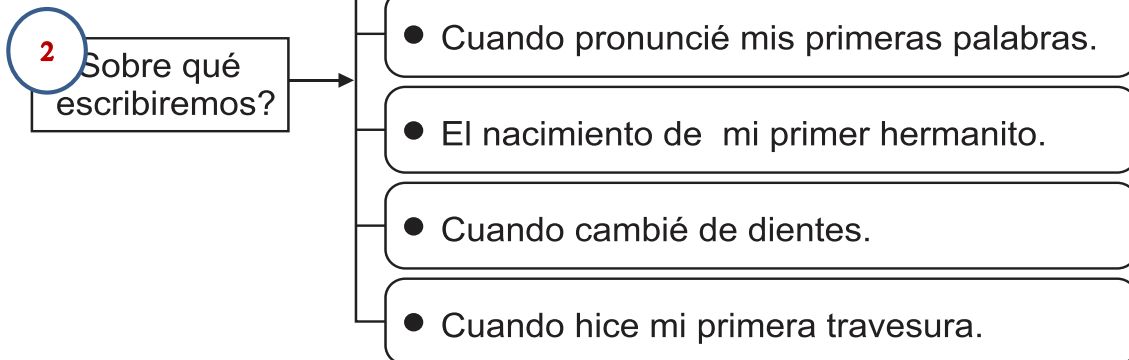 2
Sobre qué
escribiremos?
● Cuando pronuncié mis primeras palabras.
● El nacimiento de mi primer hermanito.
● Cuando cambié de dientes.
● Cuando hice mi primera travesura.